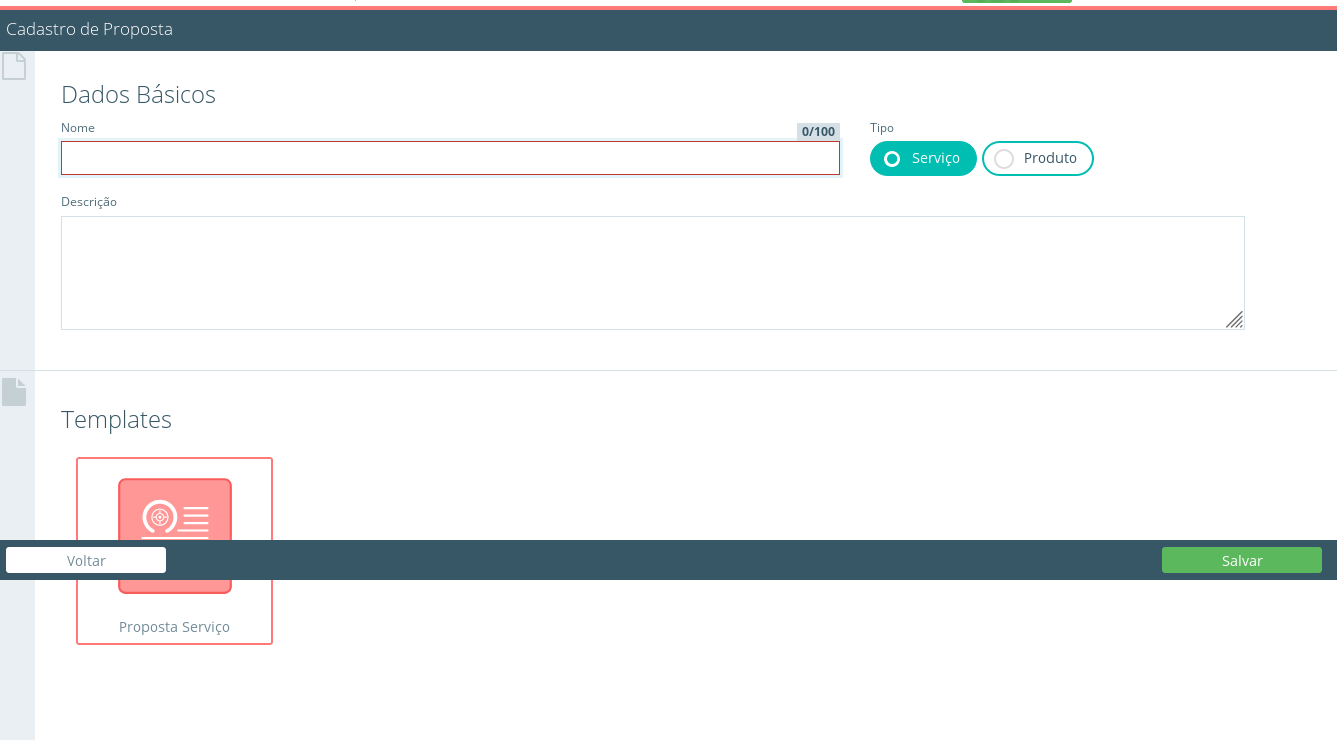 Cadastro de Proposta
Dados Básicos
Nome
0/100
Tipo
Serviço
Produto
Descrição
Templates
Voltar
Salvar
Proposta Serviço